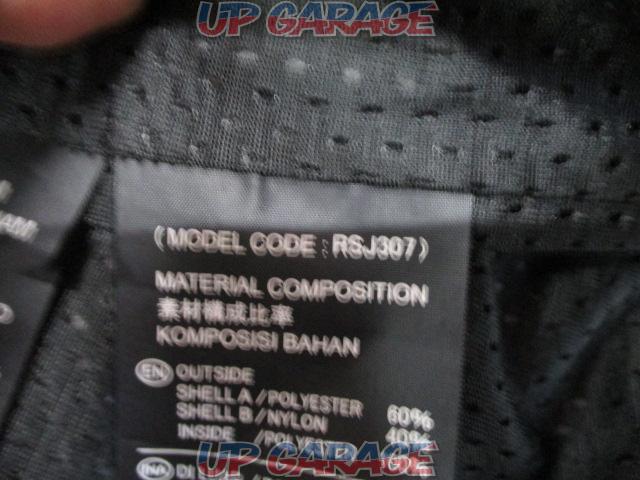 UP GARAGE
(MODEL CODE : RSJ307)
MATERIAL COMPOSITION
素材構成比率
KOMPOSISI BAHAN
EN OUTSIDE
SHELL A /POLYESTER 60%
SHELL B /NYLON 40%
INSIDE /POLYESTER
UP GARAGE